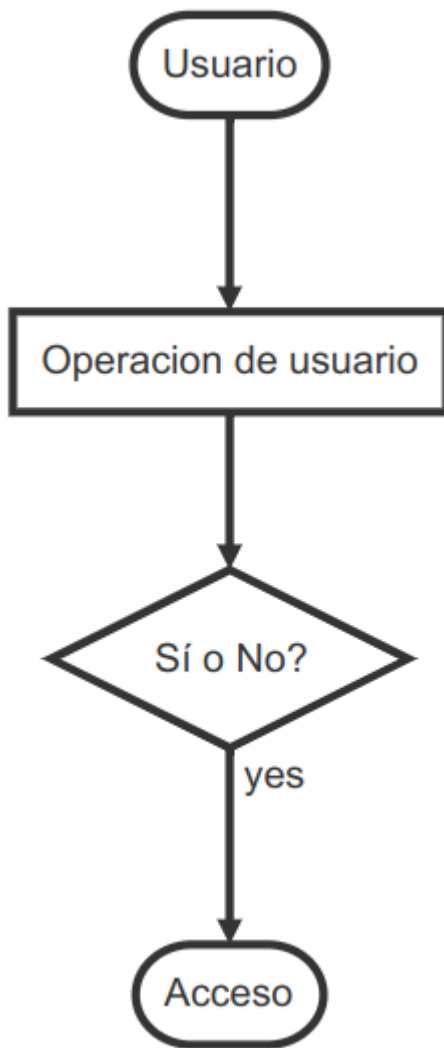 Usuario
Operacion de usuario
Sí o No?
yes
Acceso